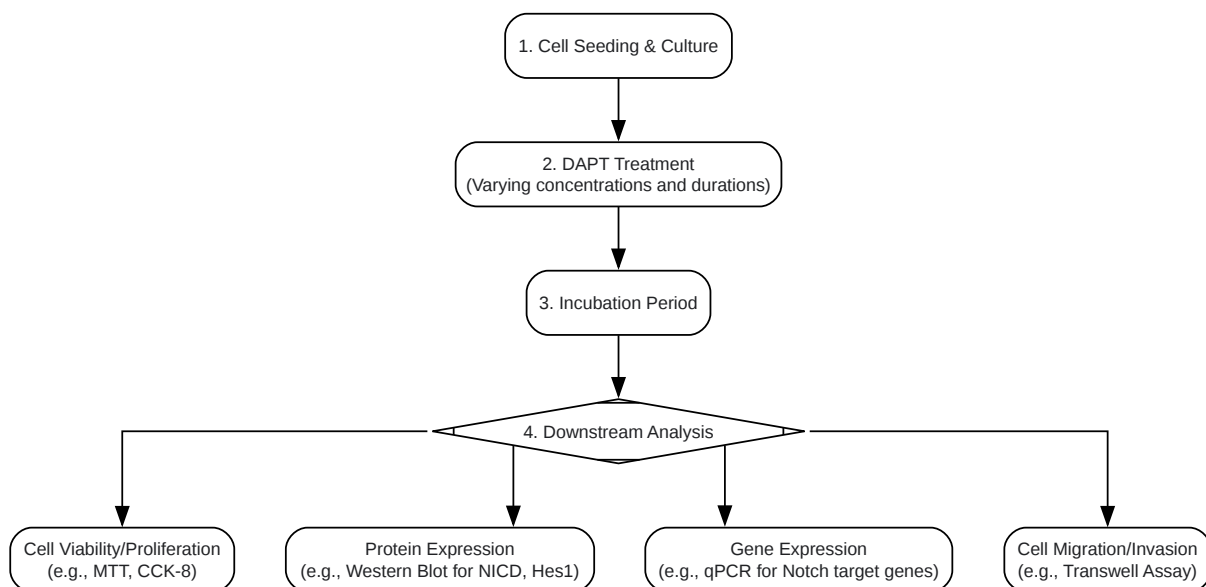 1. Cell Seeding & Culture
2. DAPT Treatment
(Varying concentrations and durations)
3. Incubation Period
4. Downstream Analysis
Cell Viability/Proliferation
(e.g., MTT, CCK-8)
Protein Expression
(e.g., Western Blot for NICD, Hes1)
Gene Expression
(e.g., qPCR for Notch target genes)
Cell Migration/Invasion
(e.g., Transwell Assay)